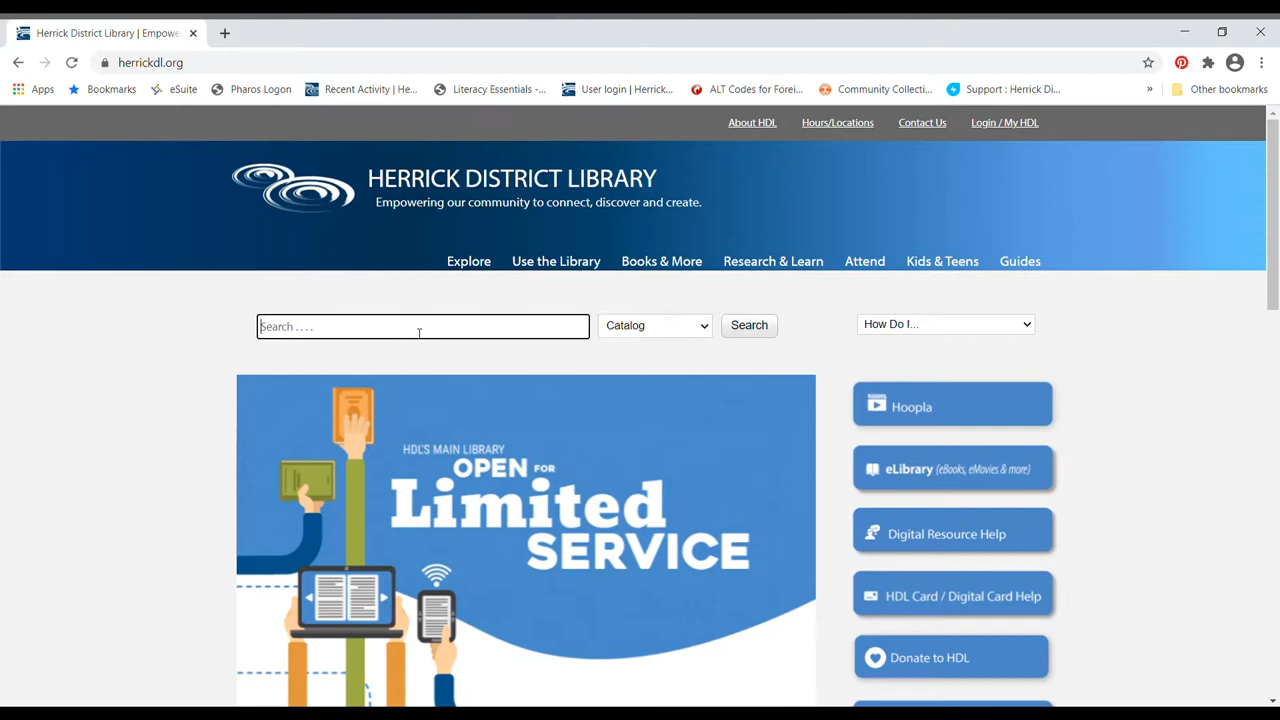 Herrick District Library | Empowe
herrickdl.org
Apps Bookmarks eSuite Pharos Logon Recent Activity | He... Literacy Essentials -... User login | Herrick... ALT Codes for Forei... Community Collecti... Support : Herrick Di... » Other bookmarks
About HDL Hours/Locations Contact Us Login / My HDL
HERRICK DISTRICT LIBRARY
Empowering our community to connect, discover and create.
Explore Use the Library Books & More Research & Learn Attend Kids & Teens Guides
Search . . . . Catalog Search How Do I...
HDL'S MAIN LIBRARY
OPEN FOR
Limited
SERVICE
Hoopla
eLibrary (eBooks, eMovies & more)
Digital Resource Help
HDL Card / Digital Card Help
Donate to HDL